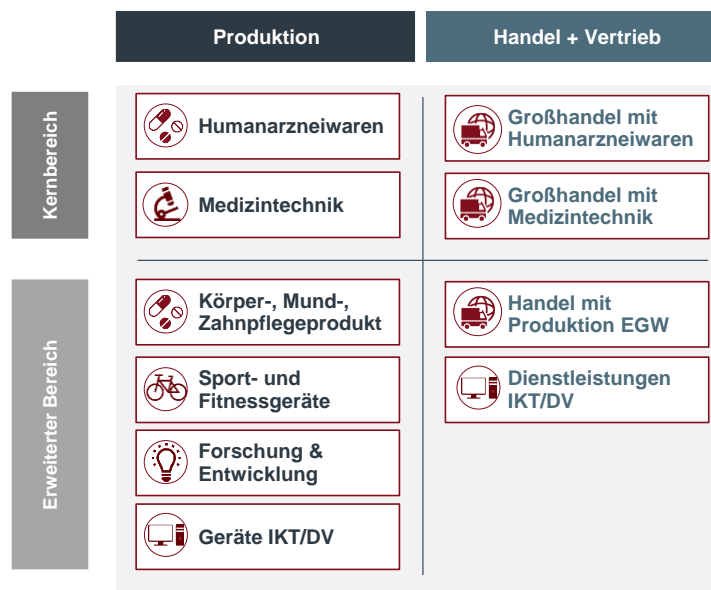 Produktion
Handel + Vertrieb
Kernbereich
Humanarzneiwaren
Großhandel mit
Humanarzneiwaren
Medizintechnik
Großhandel mit
Medizintechnik
Erweiterter Bereich
Körper-, Mund-,
Zahnpflegeprodukt
Handel mit
Produktion EGW
Sport- und
Fitnessgeräte
Dienstleistungen
IKT/DV
Forschung &
Entwicklung
Geräte IKT/DV